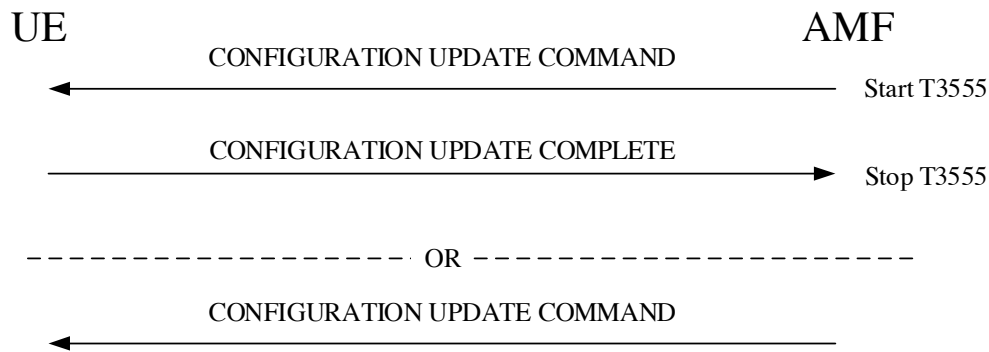 UE AMF
CONFIGURATION UPDATE COMMAND
Start T3555
CONFIGURATION UPDATE COMPLETE
Stop T3555
OR
CONFIGURATION UPDATE COMMAND